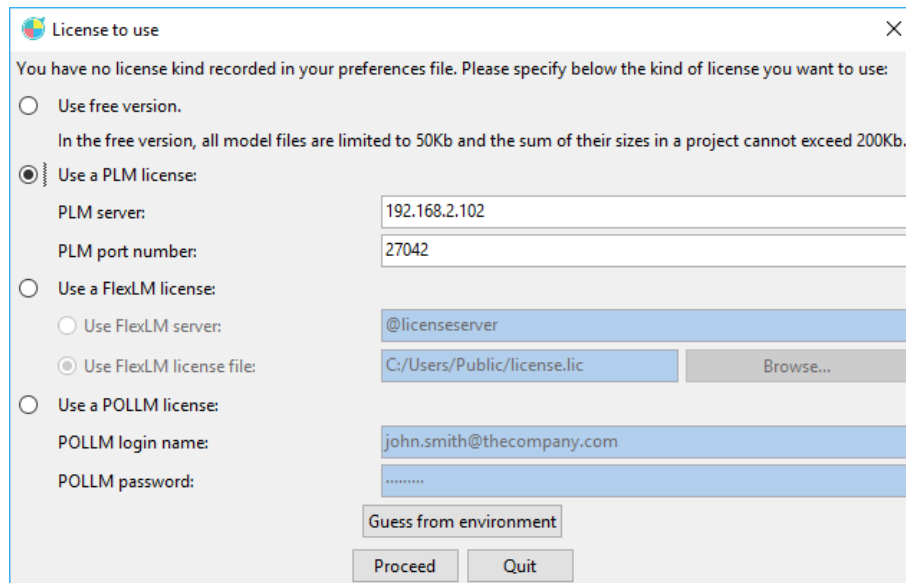 License to use
You have no license kind recorded in your preferences file. Please specify below the kind of license you want to use:
Use free version.
In the free version, all model files are limited to 50Kb and the sum of their sizes in a project cannot exceed 200Kb.
Use a PLM license:
PLM server: 192.168.2.102
PLM port number: 27042
Use a FlexLM license:
Use FlexLM server: @licenseserver
Use FlexLM license file: C:/Users/Public/license.lic Browse...
Use a POLLM license:
POLLM login name: john.smith@thecompany.com
POLLM password: ·········
Guess from environment
Proceed Quit